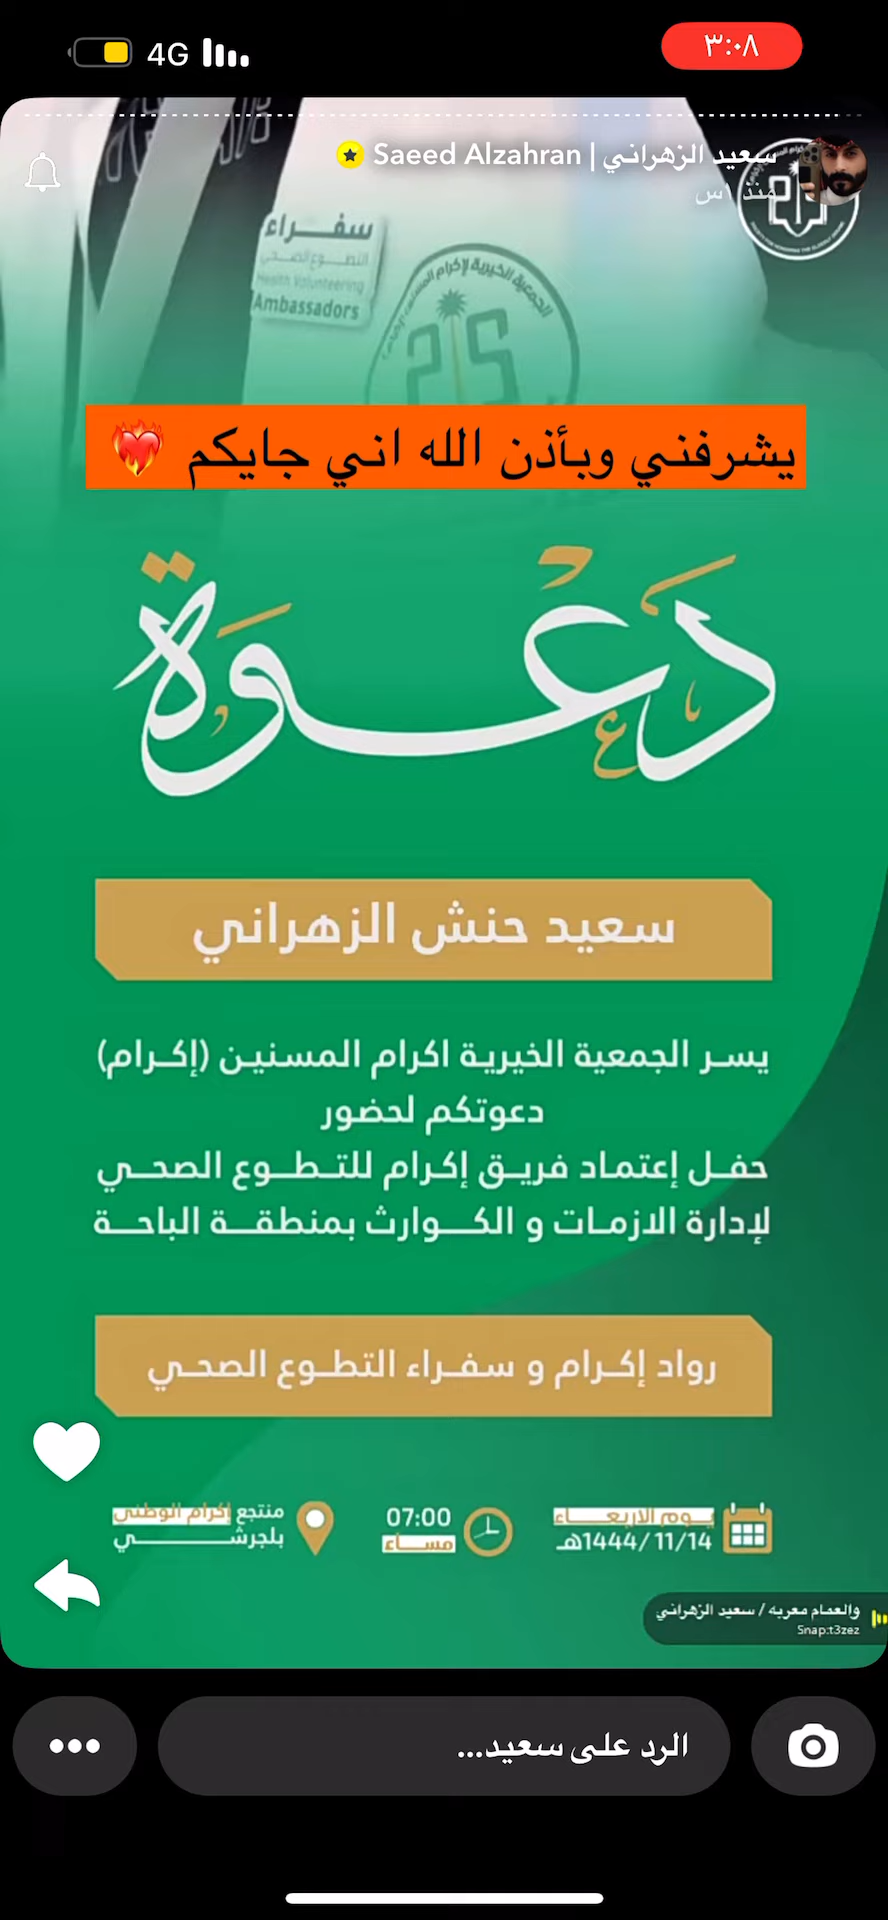 4G
٣:٠٨
سعيد الزهراني | Saeed Alzahran
منذ ١س
سفراء
التطوع الصحي
Health Volunteering
Ambassadors
يشرفني وبأذن الله اني جايكم ❤️‍🔥
دعوة
سعيد حنش الزهراني
يسر الجمعية الخيرية اكرام المسنين (إكرام)
دعوتكم لحضور
حفل إعتماد فريق إكرام للتطوع الصحي
لإدارة الازمات و الكوارث بمنطقة الباحة
رواد إكرام و سفراء التطوع الصحي
يوم الاربعاء
1444/11/14هـ
07:00
مساء
منتجع إكرام الوطني
بلجرشي
والعمام معربه / سعيد الزهراني
Snap:t3zez
الرد على سعيد...